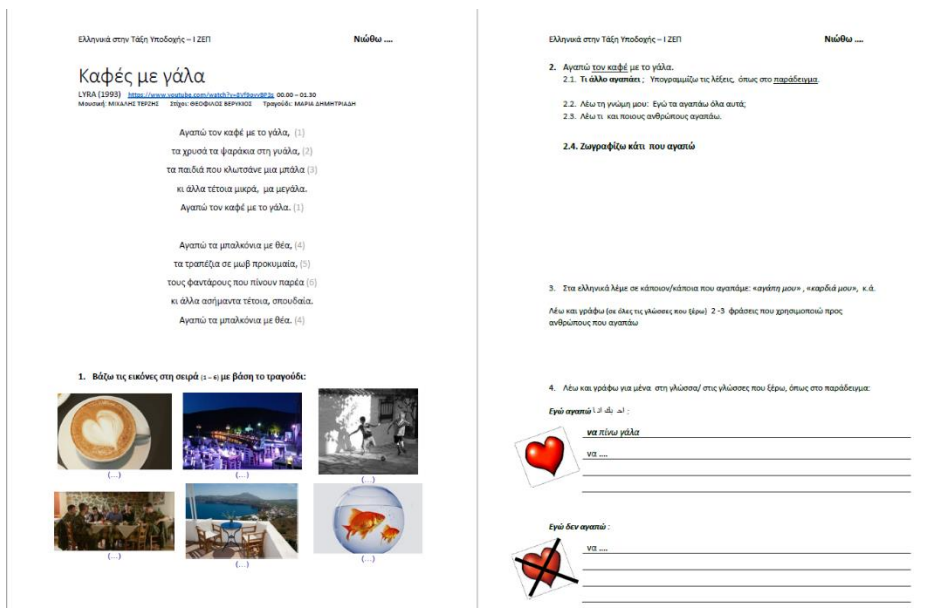 Ελληνικά στην Τάξη Υποδοχής – Ι ΖΕΠ Νιώθω ....
Καφές με γάλα
LYRA (1993) 00.00 – 01.30
Μουσική: ΜΙΧΑΛΗΣ ΤΕΡΖΗΣ Στίχοι: ΘΕΟΦΙΛΟΣ ΒΕΡΥΚΙΟΣ Τραγούδι: ΜΑΡΙΑ ΔΗΜΗΤΡΙΑΔΗ
Αγαπώ τον καφέ με το γάλα, (1)
τα χρυσά τα ψαράκια στη γυάλα, (2)
τα παιδιά που κλωτσάνε μια μπάλα (3)
κι άλλα τέτοια μικρά, μα μεγάλα.
Αγαπώ τον καφέ με το γάλα. (1)
Αγαπώ τα μπαλκόνια με θέα, (4)
τα τραπέζια σε μωβ προκυμαία, (5)
τους φαντάρους που πίνουν παρέα (6)
κι άλλα ασήμαντα τέτοια, σπουδαία.
Αγαπώ τα μπαλκόνια με θέα. (4)
1. Βάζω τις εικόνες στη σειρά (1 – 6) με βάση το τραγούδι:
(...) (...) (...)
(...) (...) (...)
Ελληνικά στην Τάξη Υποδοχής – Ι ΖΕΠ Νιώθω ....
2. Αγαπώ τον καφέ με το γάλα.
2.1. Τι άλλο αγαπάει ; Υπογραμμίζω τις λέξεις, όπως στο παράδειγμα.
2.2. Λέω τη γνώμη μου: Εγώ τα αγαπάω όλα αυτά;
2.3. Λέω τι και ποιους ανθρώπους αγαπάω.
2.4. Ζωγραφίζω κάτι που αγαπώ
3. Στα ελληνικά λέμε σε κάποιον/κάποια που αγαπάμε: «αγάπη μου» , «καρδιά μου», κ.ά.
Λέω και γράφω (σε όλες τις γλώσσες που ξέρω) 2 -3 φράσεις που χρησιμοποιώ προς
ανθρώπους που αγαπάω
4. Λέω και γράφω για μένα στη γλώσσα/ στις γλώσσες που ξέρω, όπως στο παράδειγμα:
Εγώ αγαπώ :
να πίνω γάλα
να ....
Εγώ δεν αγαπώ :
να ....